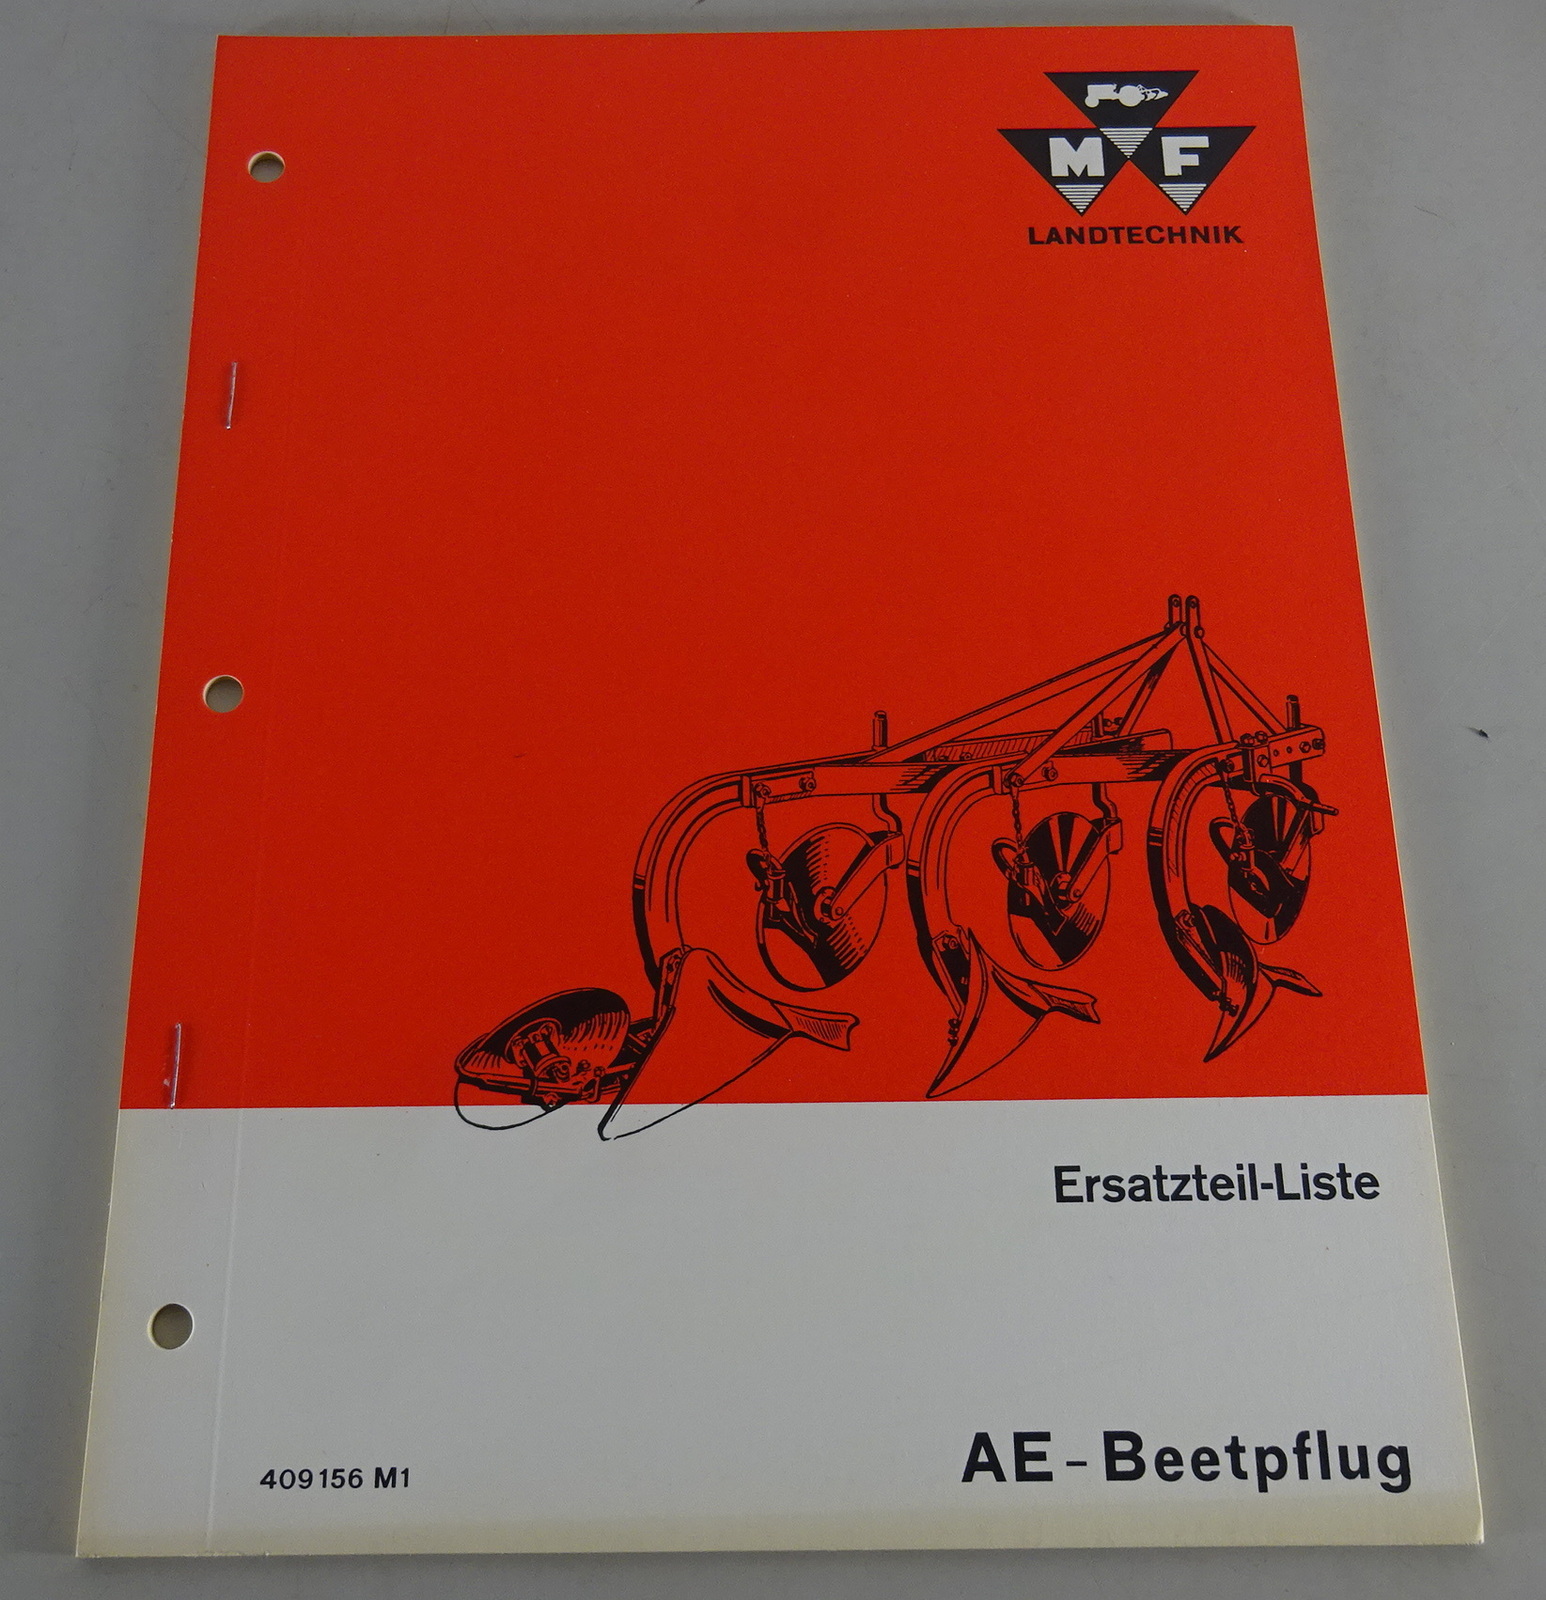 M F
LANDTECHNIK
Ersatzteil-Liste
AE - Beetpflug
409156 M1